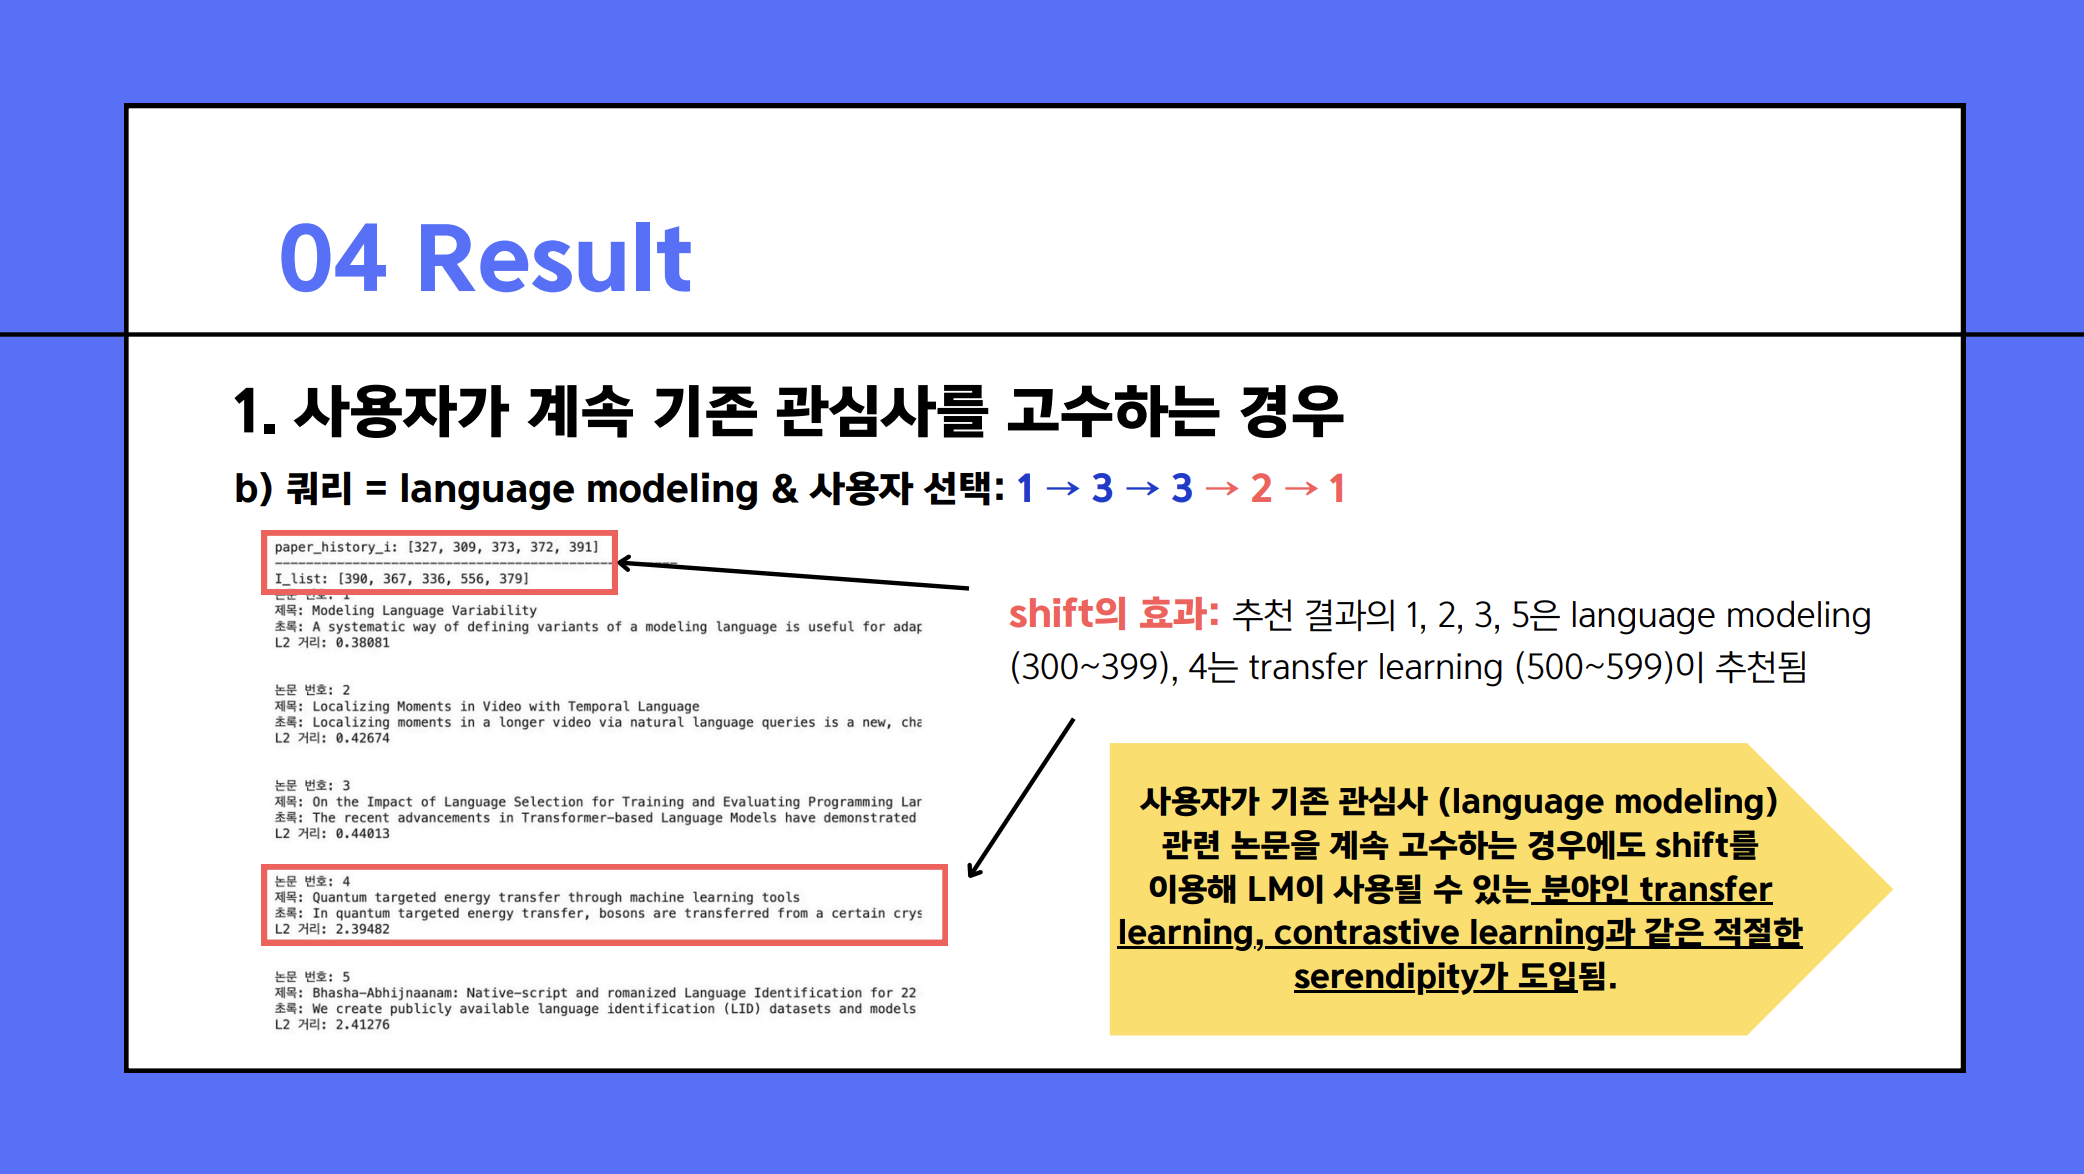 04 Result
1. 사용자가 계속 기존 관심사를 고수하는 경우
b) 쿼리 = language modeling & 사용자 선택: 1 → 3 → 3 → 2 → 1
paper_history_i: [327, 309, 373, 372, 391]
----------------------------------------------------
I_list: [390, 367, 336, 556, 379]
논문 번호: 1
제목: Modeling Language Variability
초록: A systematic way of defining variants of a modeling language is useful for adap
L2 거리: 0.38081
논문 번호: 2
제목: Localizing Moments in Video with Temporal Language
초록: Localizing moments in a longer video via natural language queries is a new, cha
L2 거리: 0.42674
논문 번호: 3
제목: On the Impact of Language Selection for Training and Evaluating Programming Lan
초록: The recent advancements in Transformer-based Language Models have demonstrated
L2 거리: 0.44013
논문 번호: 4
제목: Quantum targeted energy transfer through machine learning tools
초록: In quantum targeted energy transfer, bosons are transferred from a certain crys
L2 거리: 2.39482
논문 번호: 5
제목: Bhasha-Abhijnaanam: Native-script and romanized Language Identification for 22
초록: We create publicly available language identification (LID) datasets and models
L2 거리: 2.41276
shift의 효과: 추천 결과의 1, 2, 3, 5은 language modeling
(300~399), 4는 transfer learning (500~599)이 추천됨
사용자가 기존 관심사 (language modeling)
관련 논문을 계속 고수하는 경우에도 shift를
이용해 LM이 사용될 수 있는 분야인 transfer
learning, contrastive learning과 같은 적절한
serendipity가 도입됨.